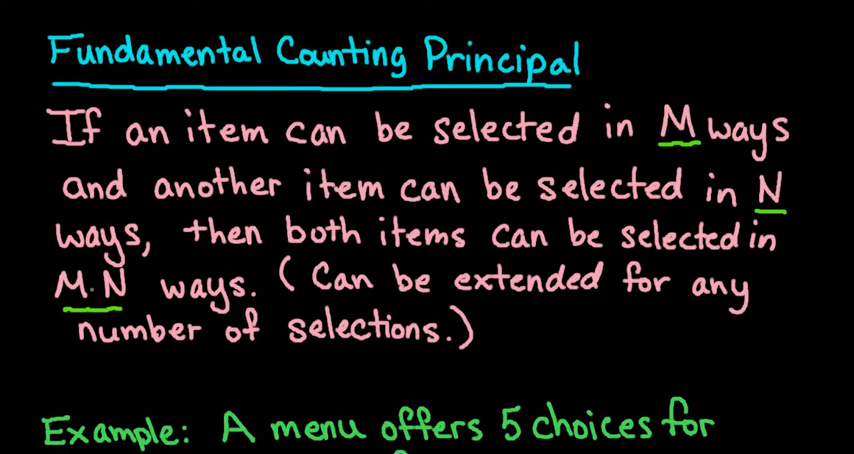 Fundamental Counting Principal
If an item can be selected in M ways
and another item can be selected in N
ways, then both items can be selected in
M·N ways. (Can be extended for any
number of selections.)
Example: A menu offers 5 choices for